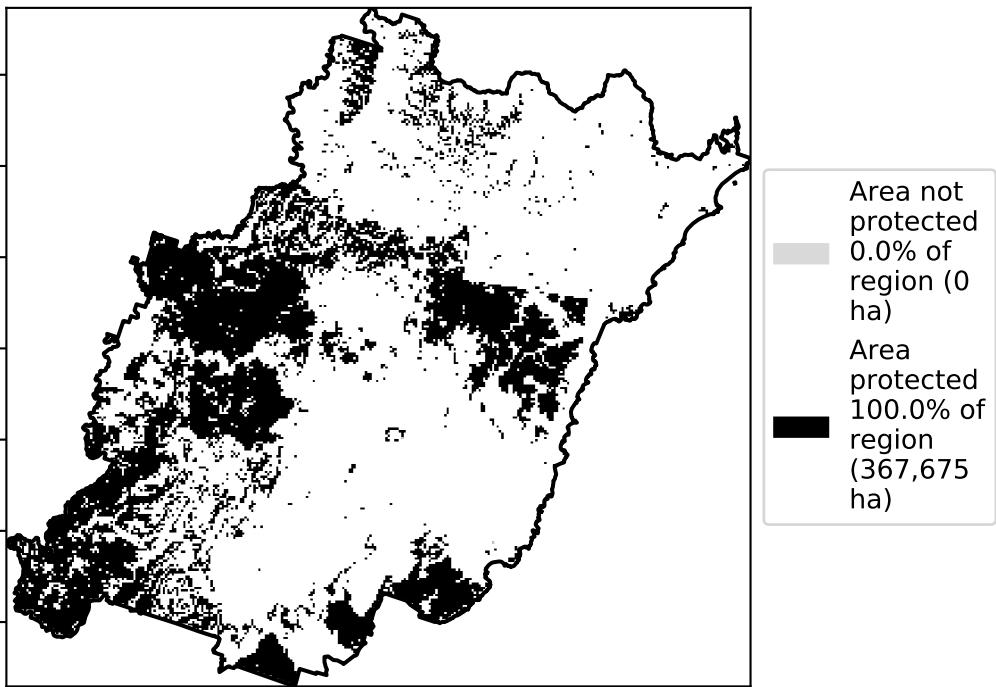 Area not
protected
0.0% of
region (0
ha)
Area
protected
100.0% of
region
(367,675
ha)